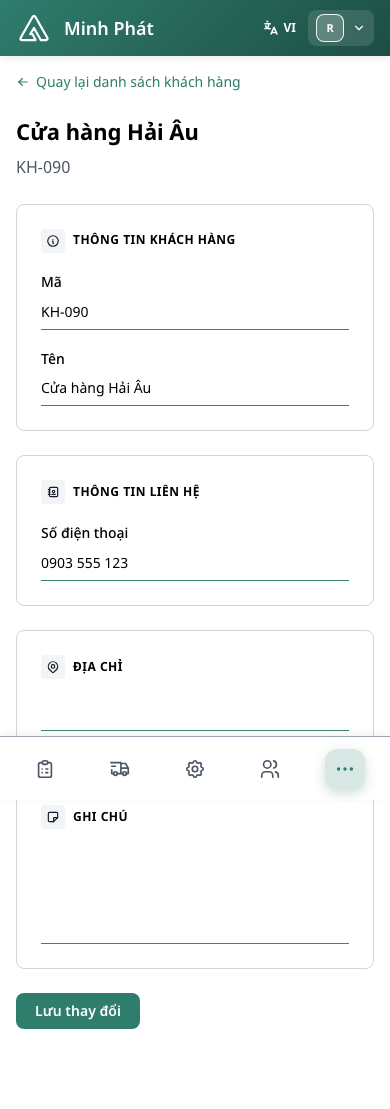 Minh Phát
VI
R
Quay lại danh sách khách hàng
Cửa hàng Hải Âu
KH-090
THÔNG TIN KHÁCH HÀNG
Mã
KH-090
Tên
Cửa hàng Hải Âu
THÔNG TIN LIÊN HỆ
Số điện thoại
0903 555 123
ĐỊA CHỈ
GHI CHÚ
Lưu thay đổi